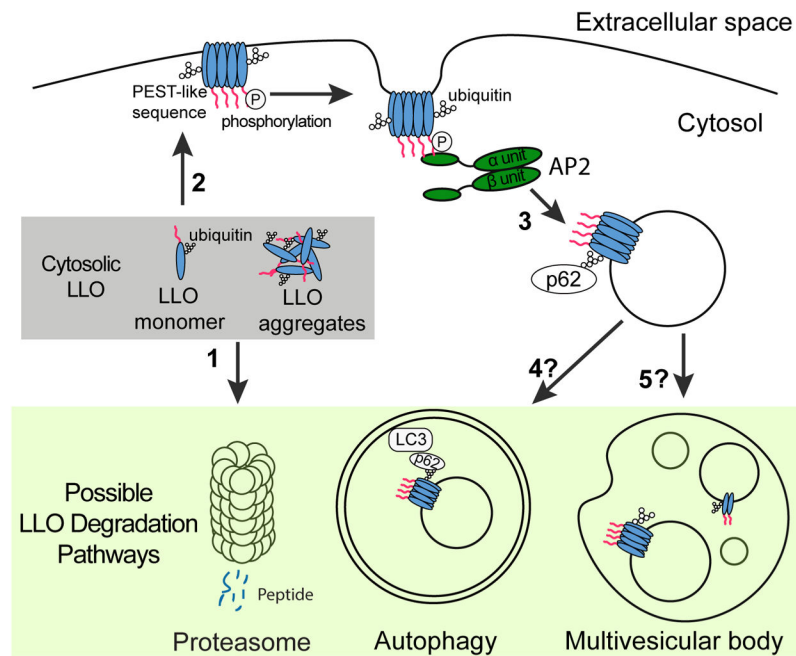 Extracellular space
PEST-like
sequence
P
phosphorylation
ubiquitin
Cytosol
P
α unit
β unit
AP2
2
3
p62
Cytosolic
LLO
ubiquitin
LLO
monomer
LLO
aggregates
1
4?
5?
Possible
LLO Degradation
Pathways
Peptide
Proteasome
LC3
p62
Autophagy
Multivesicular body